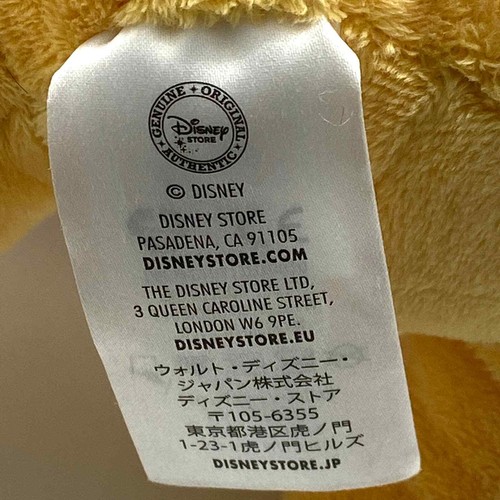 GENUINE ORIGINAL
Disney
STORE
AUTHENTIC
© DISNEY
DISNEY STORE
PASADENA, CA 91105
DISNEYSTORE.COM
THE DISNEY STORE LTD,
3 QUEEN CAROLINE STREET,
LONDON W6 9PE.
DISNEYSTORE.EU
ウォルト・ディズニー・
ジャパン株式会社
ディズニー・ストア
〒105-6355
東京都港区虎ノ門
1-23-1虎ノ門ヒルズ
DISNEYSTORE.JP